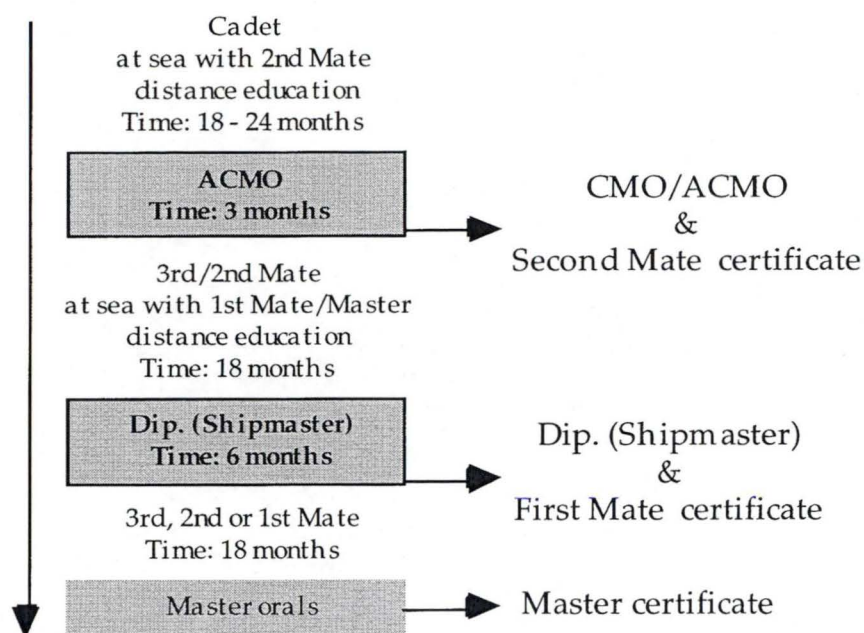 Cadet
at sea with 2nd Mate
distance education
Time: 18 - 24 months
ACMO
Time: 3 months
CMO/ACMO
&
Second Mate certificate
3rd/2nd Mate
at sea with 1st Mate/Master
distance education
Time: 18 months
Dip. (Shipmaster)
Time: 6 months
Dip. (Shipmaster)
&
First Mate certificate
3rd, 2nd or 1st Mate
Time: 18 months
Master orals
Master certificate